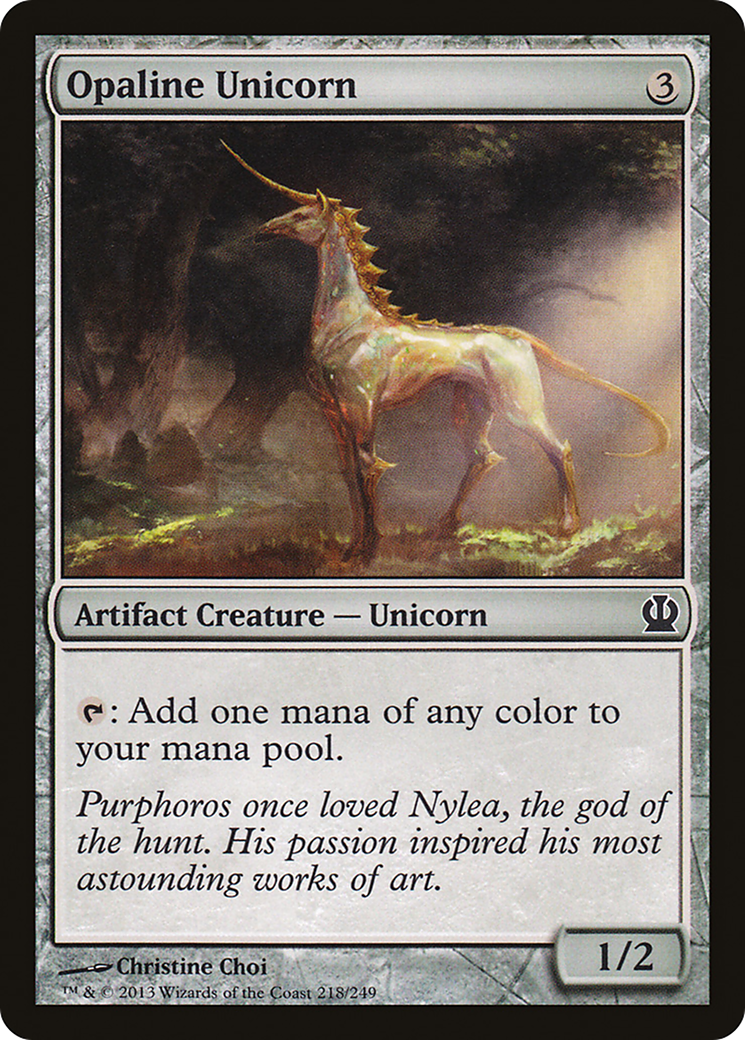 Opaline Unicorn 3
Artifact Creature — Unicorn
: Add one mana of any color to
your mana pool.
Purphoros once loved Nylea, the god of
the hunt. His passion inspired his most
astounding works of art.
1/2
Christine Choi
™ & © 2013 Wizards of the Coast 218/249